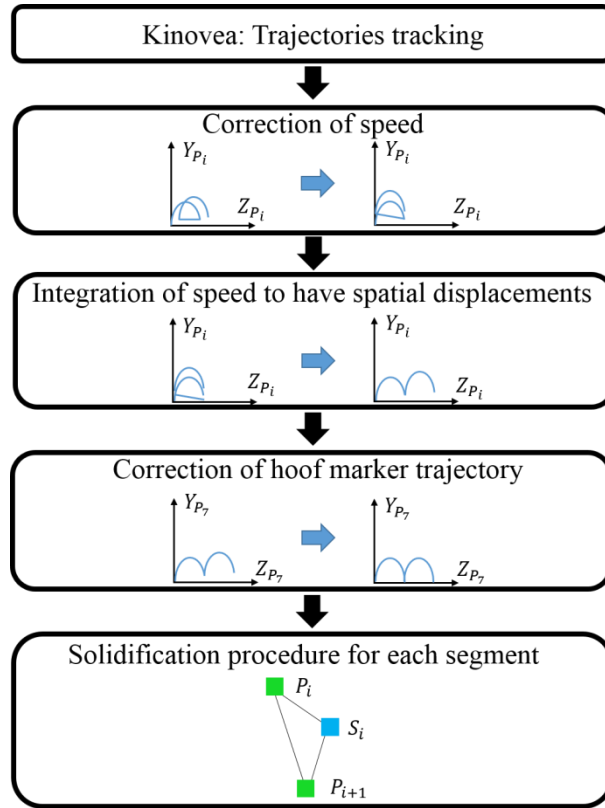 Kinovea: Trajectories tracking
Correction of speed
Y_{P_i} Y_{P_i}
Z_{P_i} Z_{P_i}
Integration of speed to have spatial displacements
Y_{P_i} Y_{P_i}
Z_{P_i} Z_{P_i}
Correction of hoof marker trajectory
Y_{P_7} Y_{P_7}
Z_{P_7} Z_{P_7}
Solidification procedure for each segment
P_i
S_i
P_{i+1}